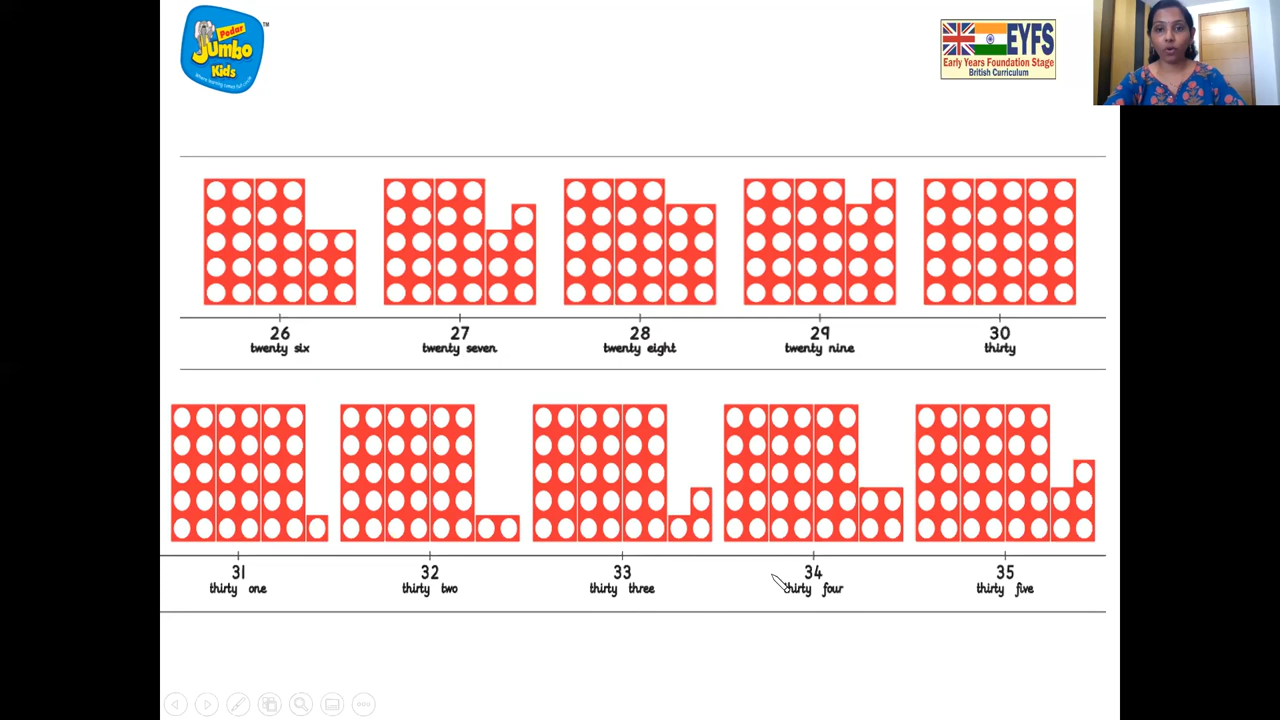 Podar
Jumbo
Kids
TM
EYFS
Early Years Foundation Stage
British Curriculum
26 27 28 29 30
twenty six twenty seven twenty eight twenty nine thirty
31 32 33 34 35
thirty one thirty two thirty three thirty four thirty five